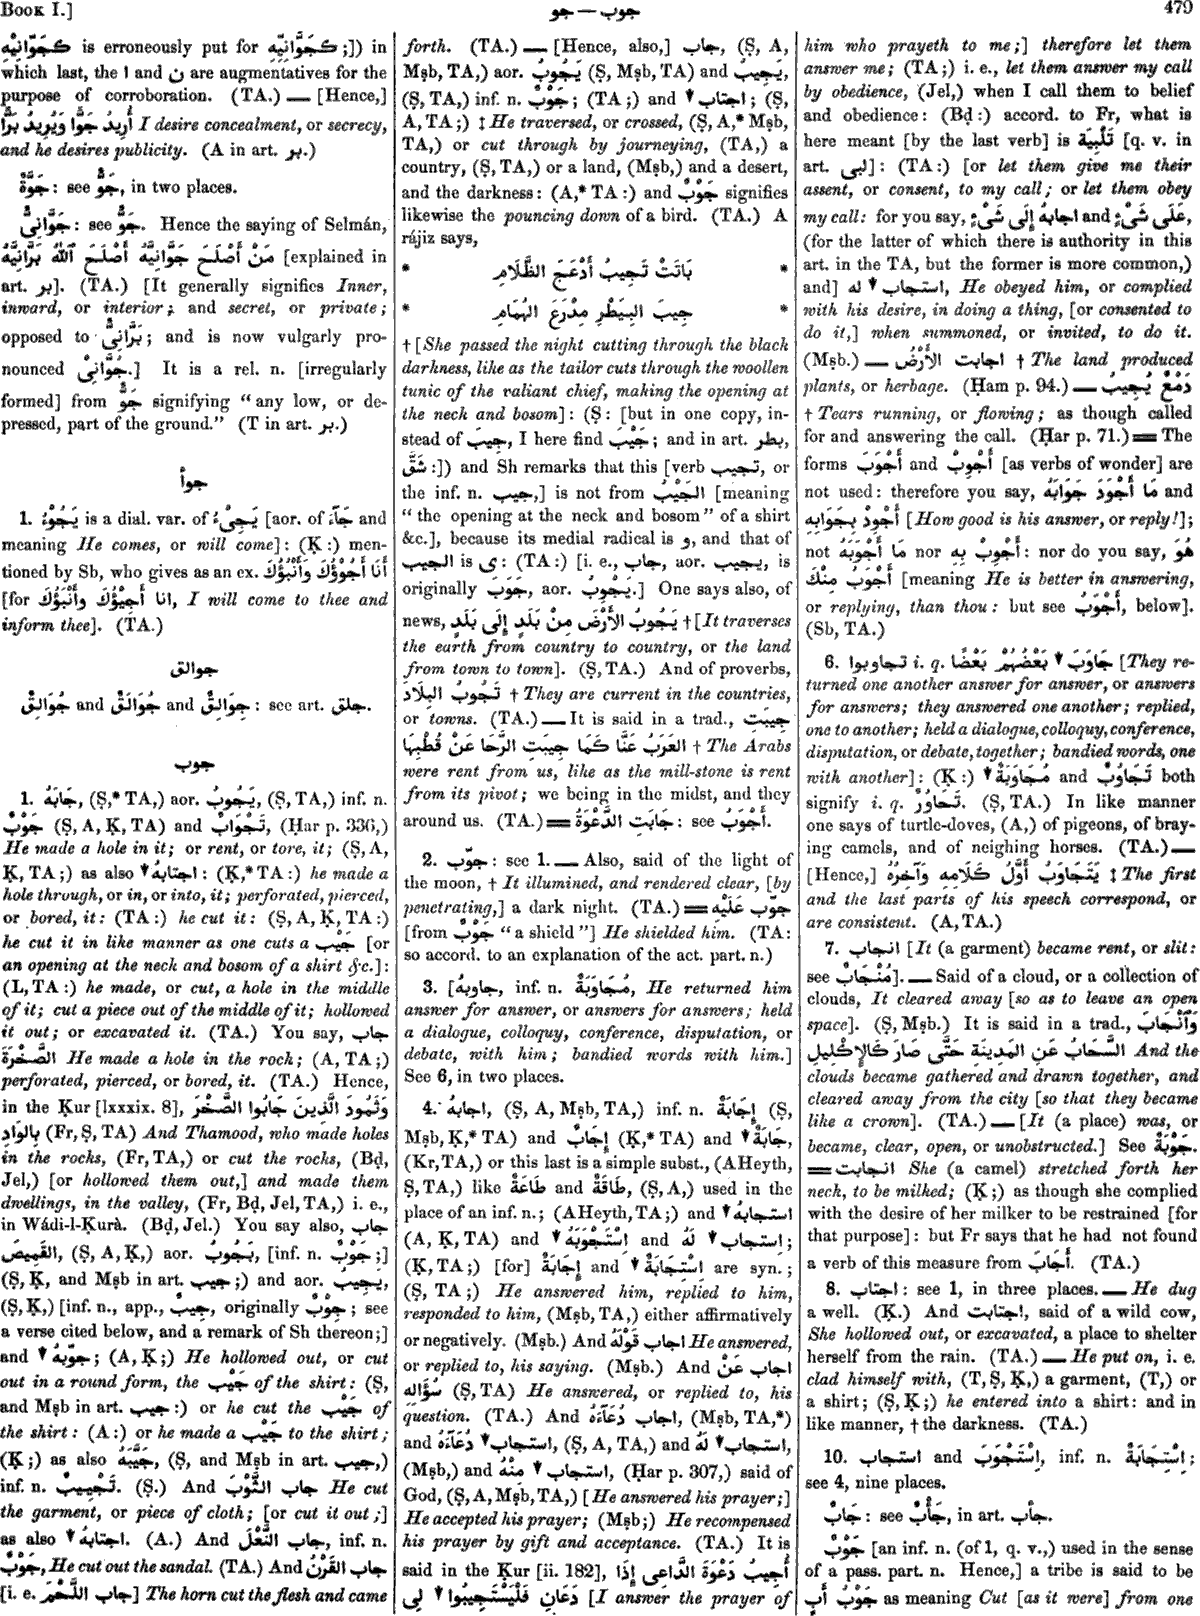 BOOK I.]
جوب — جو
479
كَجَوَّانِيِّهِ is erroneously put for كَجَوَّانِيِّهِ;]) in
which last, the ا and ن are augmentatives for the
purpose of corroboration. (TA.) — [Hence,]
أُرِيدُ جَوًّا وَيُرِيدُ بَرًّا I desire concealment, or secrecy,
and he desires publicity. (A in art. بر.)
جَوَّةٌ : see جَوٌّ, in two places.
جَوَّانِىٌّ : see جَوٌّ. Hence the saying of Selmán,
مَنْ أَصْلَحَ جَوَّانِيَّهُ أَصْلَحَ ٱللّٰهُ بَرَّانِيَّهُ [explained in
art. بر]. (TA.) [It generally signifies Inner,
inward, or interior; and secret, or private;
opposed to بَرَّانِىٌّ; and is now vulgarly pro-
nounced جُوَّانِىْ.] It is a rel. n. [irregularly
formed] from جَوٌّ signifying “any low, or de-
pressed, part of the ground.” (T in art. بر.)
جوأ
1. يَجُوْءُ is a dial. var. of يَجِىْءُ [aor. of جَآءَ and
meaning He comes, or will come]: (Ḳ:) men-
tioned by Sb, who gives as an ex. أَنَا أَجُوْؤُكَ وَأَنْبُؤُكَ
[for انا أَجِيْؤُكَ وأُنْبُؤُكَ, I will come to thee and
inform thee]. (TA.)
جوالق
جُوَالِقٌ and جُوَالَقٌ and جِوَالِقٌ : see art. جلق.
جوب
1. جَابَهُ, (Ṣ,* TA,) aor. يَجُوبُ, (Ṣ, TA,) inf. n.
جَوْبٌ (Ṣ, A, Ḳ, TA) and تَجْوَابٌ, (Ḥar p. 336,)
He made a hole in it; or rent, or tore, it; (Ṣ, A,
Ḳ, TA;) as also ▼ اجتابهُ : (Ḳ,* TA:) he made a
hole through, or in, or into, it; perforated, pierced,
or bored, it: (TA:) he cut it: (Ṣ, A, Ḳ, TA:)
he cut it in like manner as one cuts a جَيْب [or
an opening at the neck and bosom of a shirt &c.]:
(L, TA:) he made, or cut, a hole in the middle
of it; cut a piece out of the middle of it; hollowed
it out; or excavated it. (TA.) You say, جاب
الصَّخْرَةَ He made a hole in the rock; (A, TA;)
perforated, pierced, or bored, it. (TA.) Hence,
in the Ḳur [lxxxix. 8], وَثَمُودَ الَّذِينَ جَابُوا الصَّخْرَ
بِالوَادِ (Fr, Ṣ, TA) And Thamood, who made holes
in the rocks, (Fr, TA,) or cut the rocks, (Bḍ,
Jel,) [or hollowed them out,] and made them
dwellings, in the valley, (Fr, Bḍ, Jel, TA,) i. e.,
in Wádi-l-Ḳurà. (Bḍ, Jel.) You say also, جاب
القَمِيصَ, (Ṣ, A, Ḳ,) aor. يَجُوبُ, [inf. n. جَوْبٌ;]
(Ṣ, Ḳ, and Mṣb in art. جيب;) and aor. يَجِيبُ,
(Ṣ, Ḳ,) [inf. n., app., جِيبٌ, originally جِوْبٌ; see
a verse cited below, and a remark of Sh thereon;]
and ▼ جوّبهُ; (A, Ḳ;) He hollowed out, or cut
out in a round form, the جَيْب of the shirt: (Ṣ,
and Mṣb in art. جيب:) or he cut the جَيْب of
the shirt: (A:) or he made a جَيْب to the shirt;
(Ḳ;) as also جَيَّبَهُ, (Ṣ, and Mṣb in art. جيب,)
inf. n. تَجْيِيبٌ. (Ṣ.) And جاب الثَّوْبَ He cut
the garment, or piece of cloth; [or cut it out;]
as also ▼ اجتابهُ. (A.) And جاب النَّعْلَ, inf. n.
جَوْبٌ, He cut out the sandal. (TA.) And جاب القَرْنُ
[i. e. جاب اللَّحْمَ] The horn cut the flesh and came
forth. (TA.) — [Hence, also,] جاب, (Ṣ, A,
Mṣb, TA,) aor. يَجُوبُ (Ṣ, Mṣb, TA) and يَجِيبُ,
(Ṣ, TA,) inf. n. جَوْبٌ; (TA;) and ▼ اجتاب; (Ṣ,
A, TA;) ‡ He traversed, or crossed, (Ṣ, A,* Mṣb,
TA,) or cut through by journeying, (TA,) a
country, (Ṣ, TA,) or a land, (Mṣb,) and a desert,
and the darkness: (A,* TA:) and جَوْبٌ signifies
likewise the pouncing down of a bird. (TA.) A
rájiz says,
* بَاتَتْ تَجِيبُ أَدْعَجَ الظَّلَامِ *
* جِيبَ البِيَطْرِ مِدْرَعَ الهُمَامِ *
† [She passed the night cutting through the black
darkness, like as the tailor cuts through the woollen
tunic of the valiant chief, making the opening at
the neck and bosom]: (Ṣ: [but in one copy, in-
stead of جِيبَ, I here find جَيْبَ; and in art. بطر,
شَقَّ:]) and Sh remarks that this [verb تجيب, or
the inf. n. جيب,] is not from الجَيْبُ [meaning
“the opening at the neck and bosom” of a shirt
&c.], because its medial radical is و, and that of
الجيب is ى: (TA:) [i. e., جاب, aor. يجيب, is
originally جَوِبَ, aor. يَجْوِبُ.] One says also, of
news, يَجُوبُ الأَرْضَ مِنْ بَلَدٍ إِلَى بَلَدٍ † [It traverses
the earth from country to country, or the land
from town to town]. (Ṣ, TA.) And of proverbs,
تَجُوبُ البِلَادَ † They are current in the countries,
or towns. (TA.) — It is said in a trad., جِيبَتِ
العَرَبُ عَنَّا كَمَا جِيبَتِ الرَّحَا عَنْ قُطْبِهَا † The Arabs
were rent from us, like as the mill-stone is rent
from its pivot; we being in the midst, and they
around us. (TA.) ═ جَابَتِ الدَّعْوَةُ : see أَجْوَبُ.
2. جوّب : see 1. — Also, said of the light of
the moon, † It illumined, and rendered clear, [by
penetrating,] a dark night. (TA.) ═ جوّب عَلَيْهِ
[from جَوْبٌ “a shield”] He shielded him. (TA:
so accord. to an explanation of the act. part. n.)
3. [جاوبهُ, inf. n. مُجَاوَبَةٌ, He returned him
answer for answer, or answers for answers; held
a dialogue, colloquy, conference, disputation, or
debate, with him; bandied words with him.]
See 6, in two places.
4. اجابهُ, (Ṣ, A, Mṣb, TA,) inf. n. إِجَابَةٌ (Ṣ,
Mṣb, Ḳ,* TA) and إِجَابٌ (Ḳ,* TA) and ▼ جَابَةٌ,
(Kr, TA,) or this last is a simple subst., (AHeyth,
Ṣ, TA,) like طَاعَةٌ and طَاقَةٌ, (Ṣ, A,) used in the
place of an inf. n.; (AHeyth, TA;) and ▼ استجابهُ
(A, Ḳ, TA) and ▼ اسْتَجْوَبَهُ and ▼ استجاب لَهُ;
(Ḳ, TA;) [for] إِجَابَةٌ and ▼ اسْتِجَابَةٌ are syn.;
(Ṣ, TA;) He answered him, replied to him,
responded to him, (Mṣb, TA,) either affirmatively
or negatively. (Mṣb.) And اجاب قَوْلَهُ He answered,
or replied to, his saying. (Mṣb.) And اجاب عَنْ
سُؤَالِهِ (Ṣ, TA) He answered, or replied to, his
question. (TA.) And اجاب دُعَآءَهُ, (Mṣb, TA,*)
and ▼ استجاب دُعَآءَهُ, (Ṣ, A, TA,) and ▼ استجاب لَهُ,
(Mṣb,) and ▼ استجاب مِنْهُ, (Ḥar p. 307,) said of
God, (Ṣ, A, Mṣb, TA,) [He answered his prayer;]
He accepted his prayer; (Mṣb;) He recompensed
his prayer by gift and acceptance. (TA.) It is
said in the Ḳur [ii. 182], أُجِيبُ دَعْوَةَ الدَّاعِى إِذَا
دَعَانِ فَلْيَسْتَجِيبُوا ▼ لِى [I answer the prayer of
him who prayeth to me;] therefore let them
answer me; (TA;) i. e., let them answer my call
by obedience, (Jel,) when I call them to belief
and obedience: (Bḍ:) accord. to Fr, what is
here meant [by the last verb] is تَلْبِيَة [q. v. in
art. لبى]: (TA:) [or let them give me their
assent, or consent, to my call; or let them obey
my call: for you say, اجابهُ إِلَى شَىْءٍ and عَلَى شَىْءٍ,
(for the latter of which there is authority in this
art. in the TA, but the former is more common,)
and] ▼ استجاب له, He obeyed him, or complied
with his desire, in doing a thing, [or consented to
do it,] when summoned, or invited, to do it.
(Mṣb.) — اجابت الأَرْضُ † The land produced
plants, or herbage. (Ḥam p. 94.) — دَمْعٌ يُجِيبُ
† Tears running, or flowing; as though called
for and answering the call. (Ḥar p. 71.) ═ The
forms أَجْوَبَ and أَجْوِبْ [as verbs of wonder] are
not used: therefore you say, مَا أَجْوَدَ جَوَابَهُ and
أَجْوِدْ بِجَوَابِهِ [How good is his answer, or reply!];
not مَا أَجْوَبَهُ nor أَجْوِبْ بِهِ : nor do you say, هُوَ
أَجْوَبُ مِنْكَ [meaning He is better in answering,
or replying, than thou: but see أَجْوَبُ, below].
(Sb, TA.)
6. تجاوبوا i. q. ▼ جَاوَبَ بَعْضُهُمْ بَعْضًا [They re-
turned one another answer for answer, or answers
for answers; they answered one another; replied,
one to another; held a dialogue, colloquy, conference,
disputation, or debate, together; bandied words, one
with another]: (Ḳ:) ▼ مُجَاوَبَةٌ and تَجَاوُبٌ both
signify i. q. تَحَاوُرٌ. (Ṣ, TA.) In like manner
one says of turtle-doves, (A,) of pigeons, of bray-
ing camels, and of neighing horses. (TA.) —
[Hence,] يَتَجَاوَبُ أَوَّلُ كَلَامِهِ وَآخِرُهُ ‡ The first
and the last parts of his speech correspond, or
are consistent. (A, TA.)
7. انجاب [It (a garment) became rent, or slit:
see مُنْجَابٌ]. — Said of a cloud, or a collection of
clouds, It cleared away [so as to leave an open
space]. (Ṣ, Mṣb.) It is said in a trad., وَٱنْجَابَ
السَّحَابُ عَنِ المَدِينَةِ حَتَّى صَارَ كَالإِكْلِيلِ And the
clouds became gathered and drawn together, and
cleared away from the city [so that they became
like a crown]. (TA.) — [It (a place) was, or
became, clear, open, or unobstructed.] See جَوْبَةٌ.
═ انجابت She (a camel) stretched forth her
neck, to be milked; (Ḳ;) as though she complied
with the desire of her milker to be restrained [for
that purpose]: but Fr says that he had not found
a verb of this measure from أَجَابَ. (TA.)
8. اجتاب : see 1, in three places. — He dug
a well. (Ḳ.) And اجتابت, said of a wild cow,
She hollowed out, or excavated, a place to shelter
herself from the rain. (TA.) — He put on, i. e.
clad himself with, (T, Ṣ, Ḳ,) a garment, (T,) or
a shirt; (Ṣ, Ḳ;) he entered into a shirt: and in
like manner, † the darkness. (TA.)
10. استجاب and اسْتَجْوَبَ, inf. n. اسْتِجَابَةٌ;
see 4, nine places.
جَابٌ : see جَأْبٌ, in art. جأب.
جَوْبٌ [an inf. n. (of 1, q. v.,) used in the sense
of a pass. part. n. Hence,] a tribe is said to be
جَوْبُ أَبٍ as meaning Cut [as it were] from one